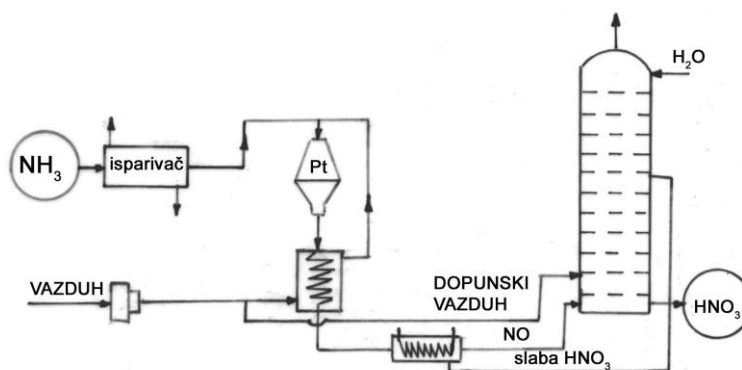 H₂O
NH₃
isparivač
Pt
VAZDUH
DOPUNSKI
VAZDUH
HNO₃
NO
slaba HNO₃